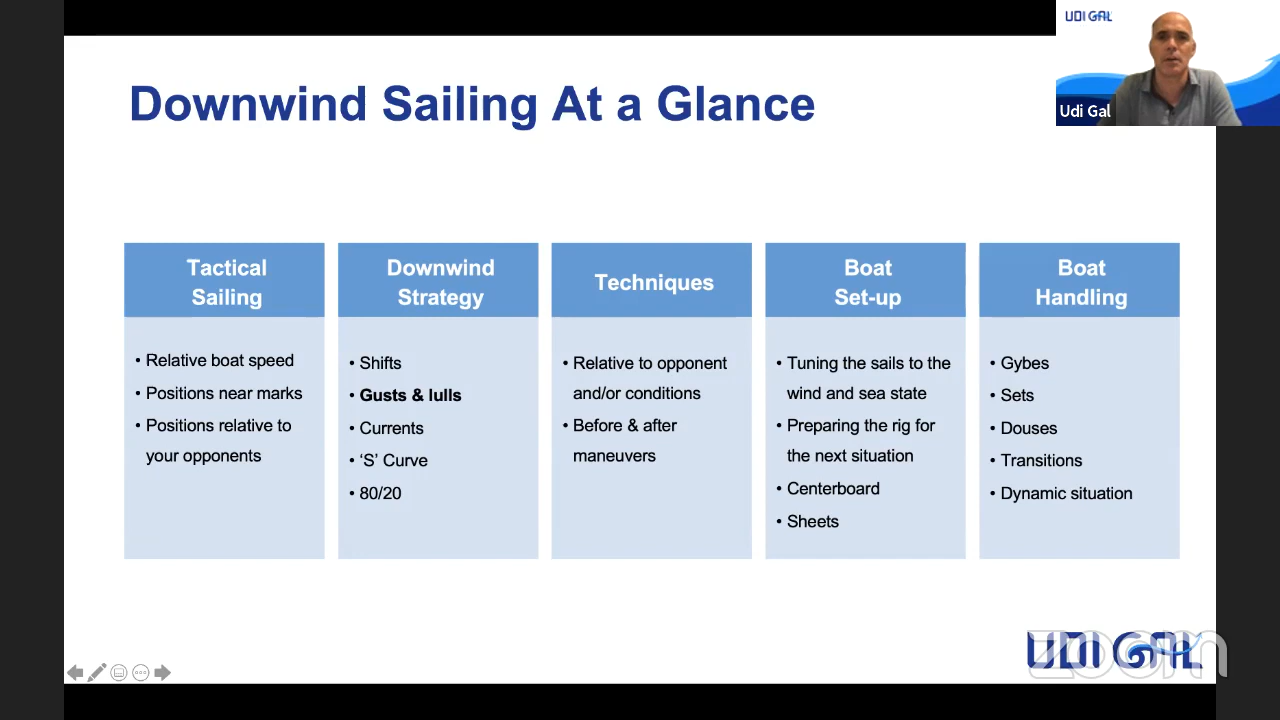 UDI GAL
Udi Gal
Downwind Sailing At a Glance
Tactical
Sailing
• Relative boat speed
• Positions near marks
• Positions relative to
your opponents
Downwind
Strategy
• Shifts
• Gusts & lulls
• Currents
• ‘S’ Curve
• 80/20
Techniques
• Relative to opponent
and/or conditions
• Before & after
maneuvers
Boat
Set-up
• Tuning the sails to the
wind and sea state
• Preparing the rig for
the next situation
• Centerboard
• Sheets
Boat
Handling
• Gybes
• Sets
• Douses
• Transitions
• Dynamic situation
UDI GAL
zoom